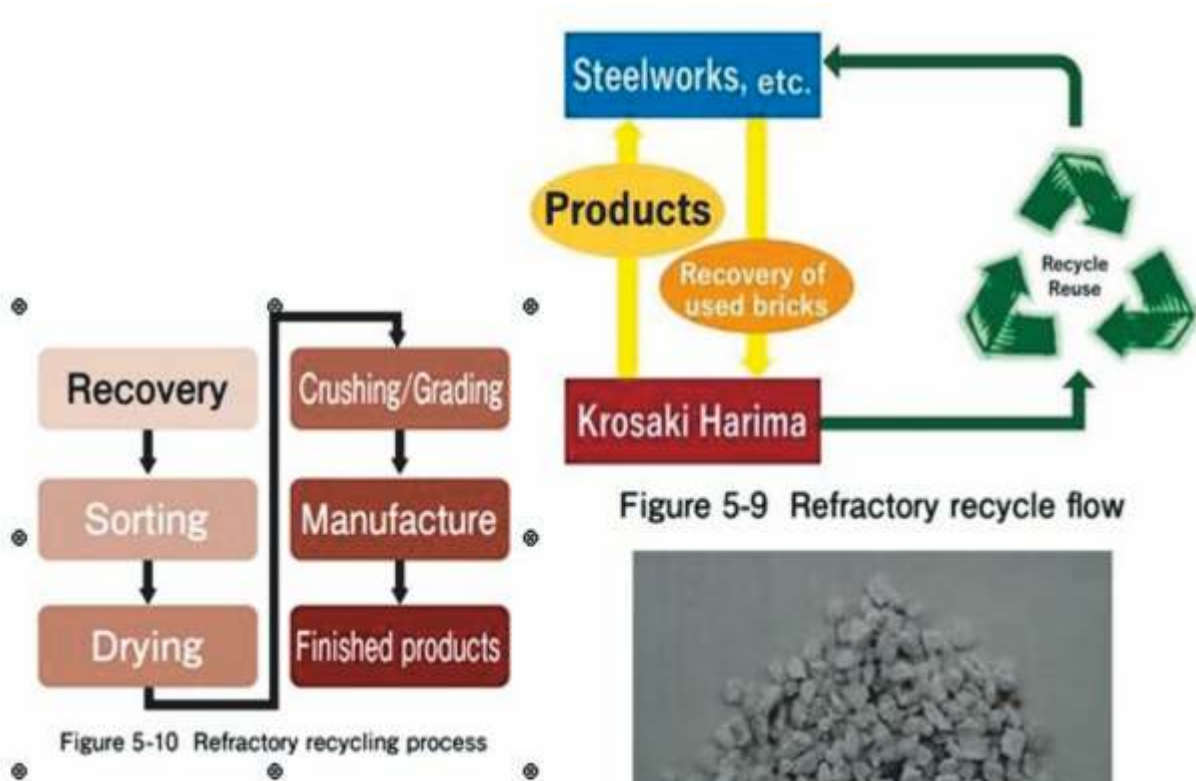 Steelworks, etc.
Products
Recovery of
used bricks
Recycle
Reuse
Krosaki Harima
Figure 5-9 Refractory recycle flow
Recovery
Sorting
Drying
Crushing/Grading
Manufacture
Finished products
Figure 5-10 Refractory recycling process